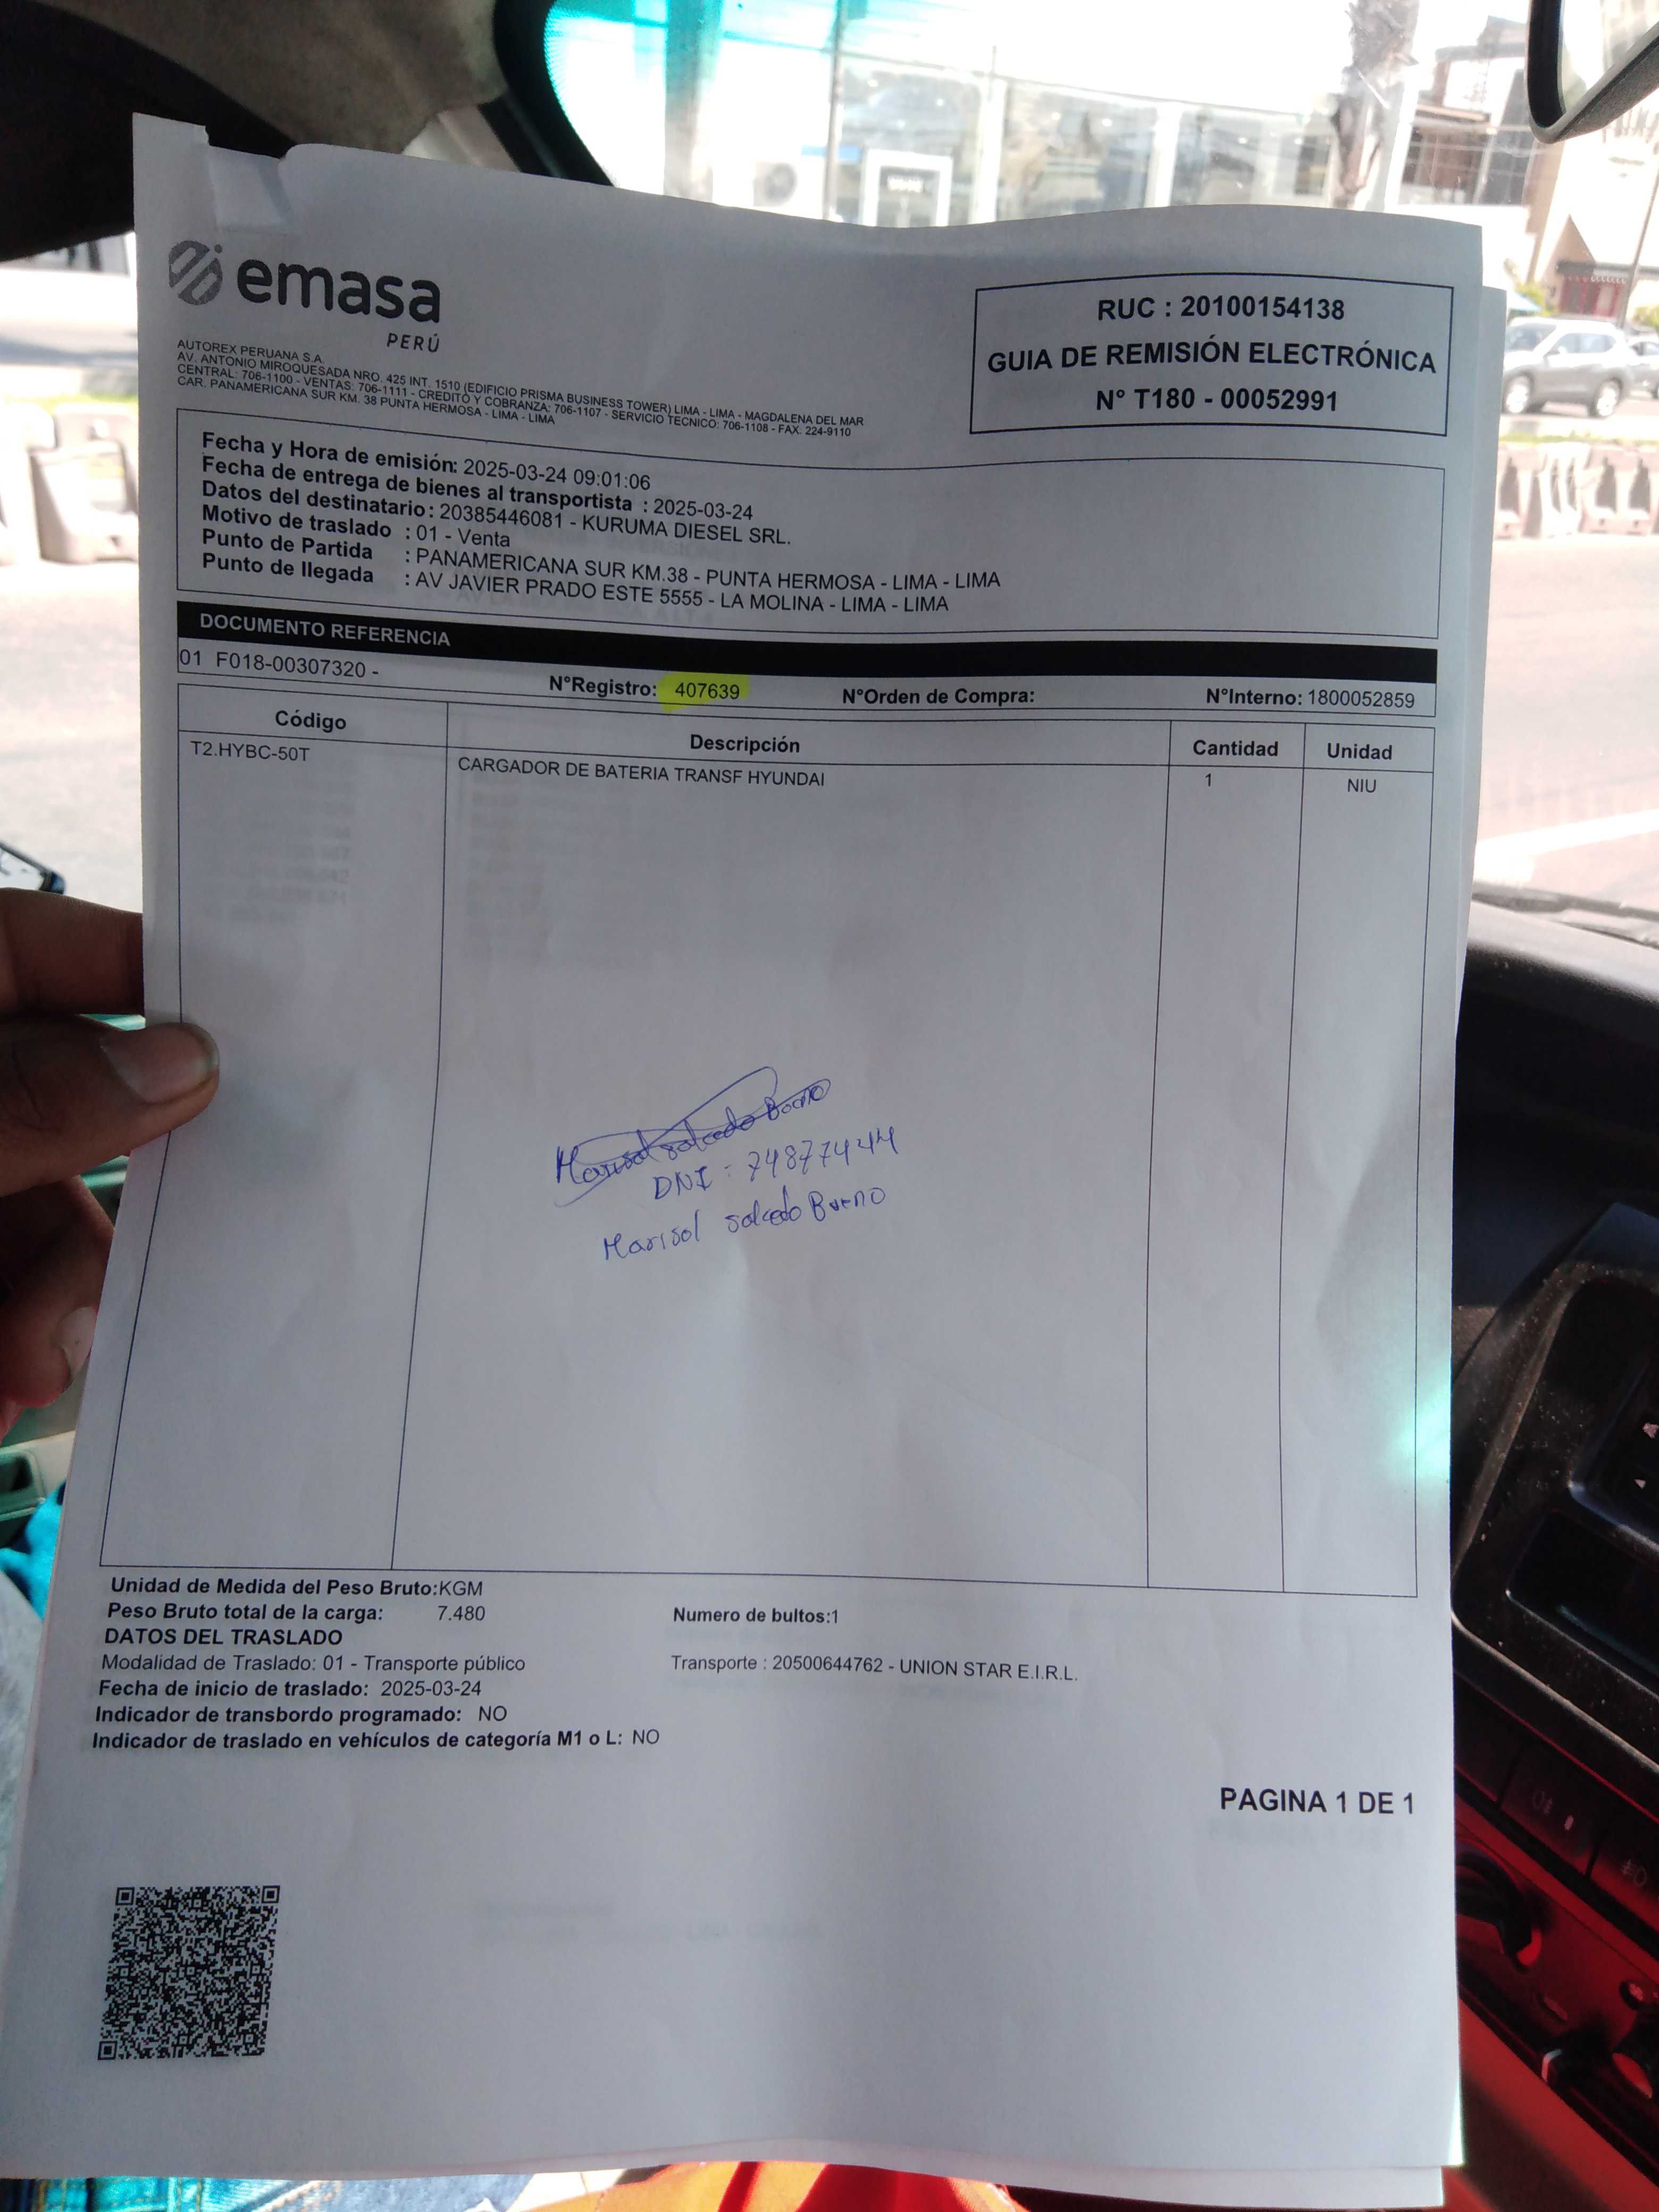 emasa
PERÚ
AUTOREX PERUANA S.A.
AV. ANTONIO MIROQUESADA NRO. 425 INT. 1510 (EDIFICIO PRISMA BUSINESS TOWER) LIMA - LIMA - MAGDALENA DEL MAR
CENTRAL: 706-1100 - VENTAS: 706-1111 - CREDITO Y COBRANZA: 706-1107 - SERVICIO TECNICO: 706-1108 - FAX. 224-9110
CAR. PANAMERICANA SUR KM. 38 PUNTA HERMOSA - LIMA - LIMA
RUC : 20100154138
GUIA DE REMISIÓN ELECTRÓNICA
N° T180 - 00052991
Fecha y Hora de emisión: 2025-03-24 09:01:06
Fecha de entrega de bienes al transportista : 2025-03-24
Datos del destinatario : 20385446081 - KURUMA DIESEL SRL.
Motivo de traslado : 01 - Venta
Punto de Partida : PANAMERICANA SUR KM.38 - PUNTA HERMOSA - LIMA - LIMA
Punto de llegada : AV JAVIER PRADO ESTE 5555 - LA MOLINA - LIMA - LIMA
DOCUMENTO REFERENCIA
01 F018-00307320 - N°Registro: 407639 N°Orden de Compra: N°Interno: 1800052859
Código Descripción Cantidad Unidad
T2.HYBC-50T CARGADOR DE BATERIA TRANSF HYUNDAI 1 NIU
Marisol salcedo Bueno
DNI : 74877444
Marisol salcedo Bueno
Unidad de Medida del Peso Bruto:KGM
Peso Bruto total de la carga: 7.480 Numero de bultos:1
DATOS DEL TRASLADO
Modalidad de Traslado: 01 - Transporte público Transporte : 20500644762 - UNION STAR E.I.R.L.
Fecha de inicio de traslado: 2025-03-24
Indicador de transbordo programado: NO
Indicador de traslado en vehículos de categoría M1 o L: NO
PAGINA 1 DE 1